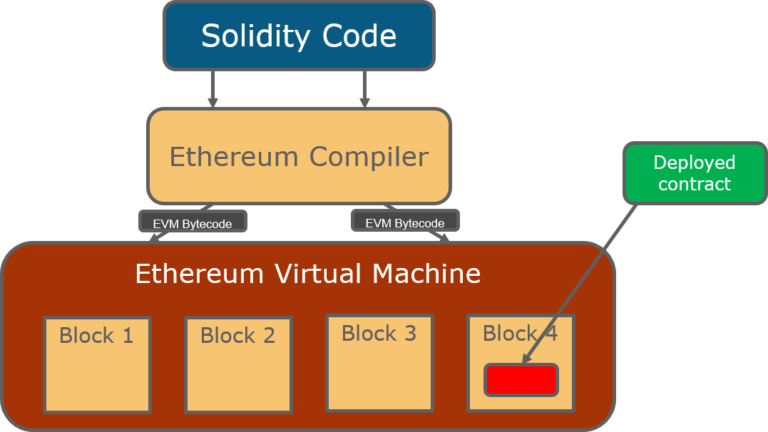 Solidity Code
Ethereum Compiler
Deployed
contract
EVM Bytecode
EVM Bytecode
Ethereum Virtual Machine
Block 1
Block 2
Block 3
Block 4